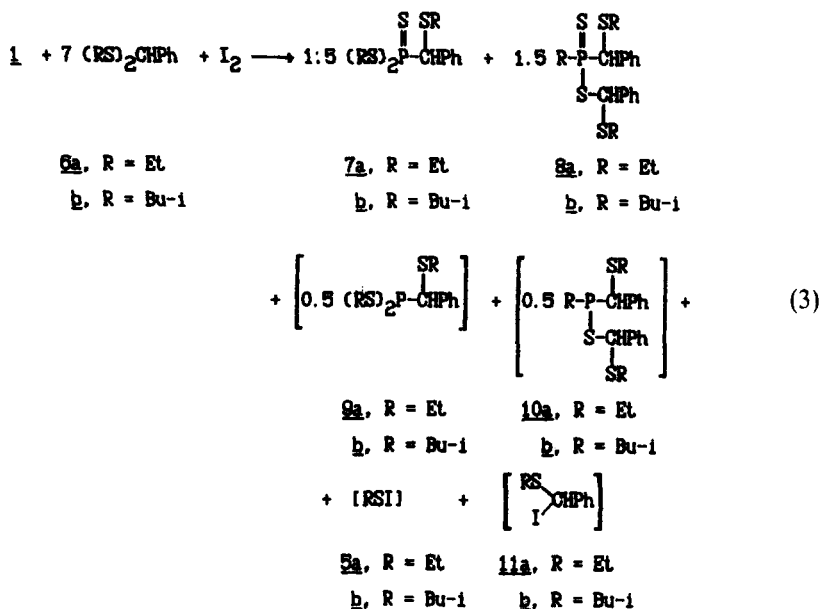 S SR
1 + 7 (RS)2CHPh + I2 ⟶ 1:5 (RS)2P-CHPh + 1.5 R-P-CHPh
S-CHPh
SR
6a, R = Et 7a, R = Et 8a, R = Et
b, R = Bu-i b, R = Bu-i b, R = Bu-i
SR SR
+ [0.5 (RS)2P-CHPh] + [0.5 R-P-CHPh] + (3)
S-CHPh
SR
9a, R = Et 10a, R = Et
b, R = Bu-i b, R = Bu-i
+ [RSI] + [RS CHPh]
I
5a, R = Et 11a, R = Et
b, R = Bu-i b, R = Bu-i